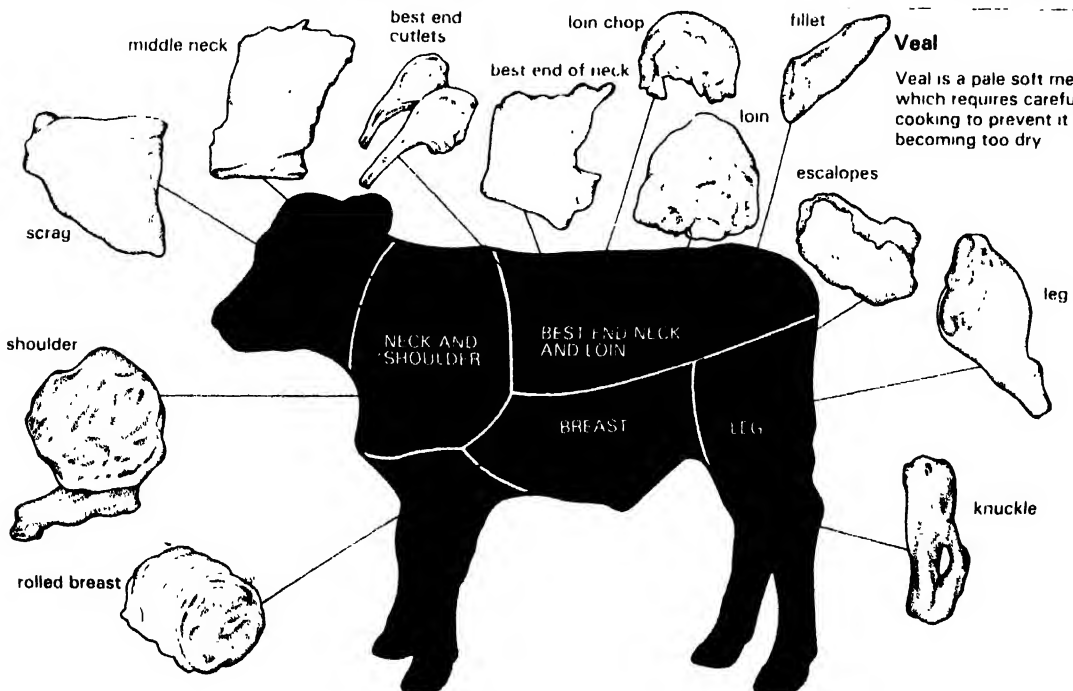 middle neck
best end
cutlets
best end of neck
loin chop
fillet
loin
Veal
Veal is a pale soft me
which requires carefu
cooking to prevent it
becoming too dry
escalopes
scrag
leg
shoulder
NECK AND
SHOULDER
BEST END NECK
AND LOIN
BREAST
LEG
knuckle
rolled breast